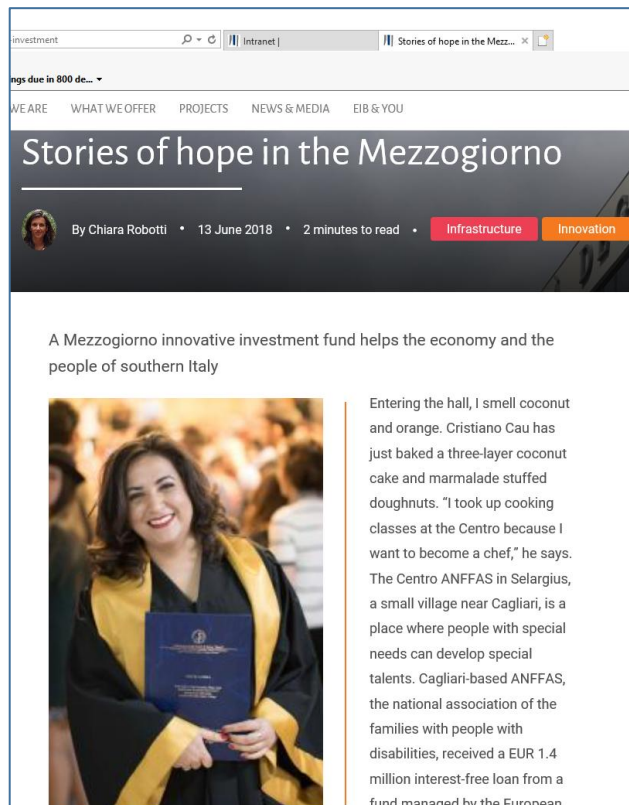 -investment
Intranet |
Stories of hope in the Mezz...
ngs due in 800 de...
WE ARE WHAT WE OFFER PROJECTS NEWS & MEDIA EIB & YOU
Stories of hope in the Mezzogiorno
By Chiara Robotti • 13 June 2018 • 2 minutes to read • Infrastructure Innovation
A Mezzogiorno innovative investment fund helps the economy and the
people of southern Italy
Entering the hall, I smell coconut
and orange. Cristiano Cau has
just baked a three-layer coconut
cake and marmalade stuffed
doughnuts. “I took up cooking
classes at the Centro because I
want to become a chef,” he says.
The Centro ANFFAS in Selargius,
a small village near Cagliari, is a
place where people with special
needs can develop special
talents. Cagliari-based ANFFAS,
the national association of the
families with people with
disabilities, received a EUR 1.4
million interest-free loan from a
fund managed by the European